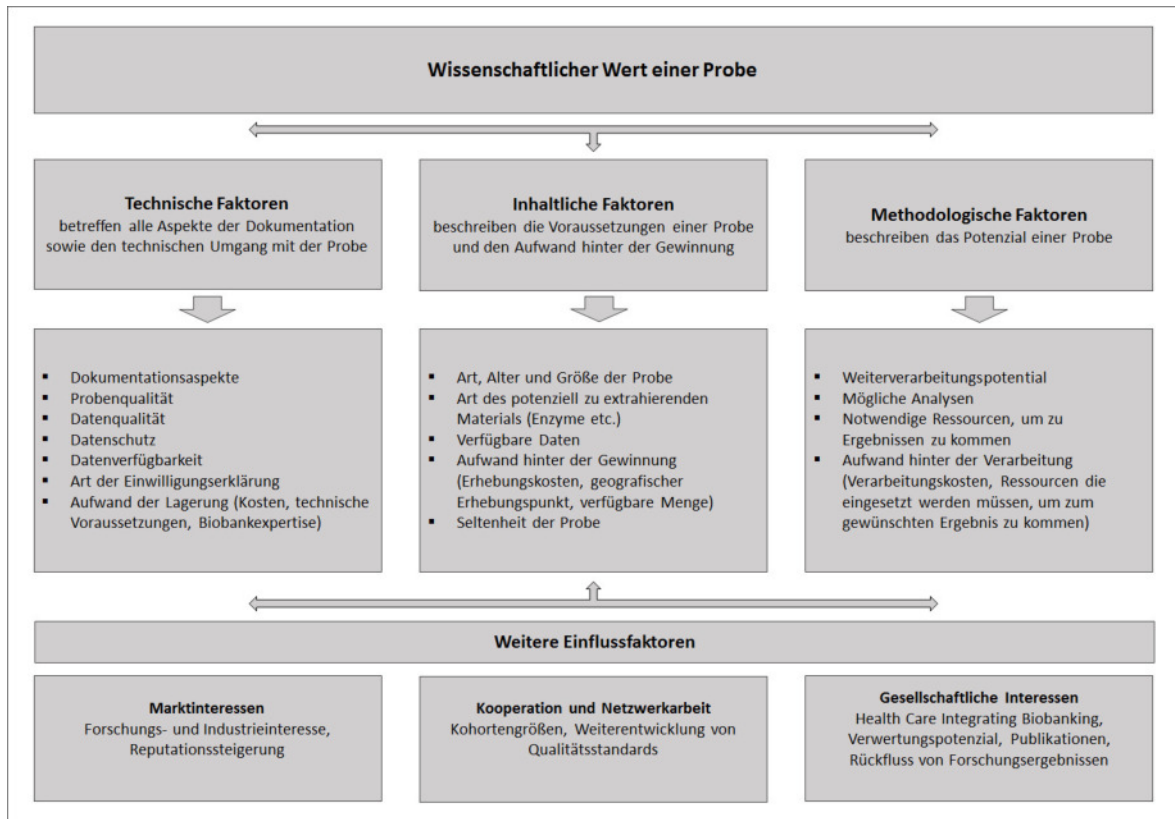 Wissenschaftlicher Wert einer Probe
Technische Faktoren
betreffen alle Aspekte der Dokumentation
sowie den technischen Umgang mit der Probe
Inhaltliche Faktoren
beschreiben die Voraussetzungen einer Probe
und den Aufwand hinter der Gewinnung
Methodologische Faktoren
beschreiben das Potenzial einer Probe
▪ Dokumentationsaspekte
▪ Probenqualität
▪ Datenqualität
▪ Datenschutz
▪ Datenverfügbarkeit
▪ Art der Einwilligungserklärung
▪ Aufwand der Lagerung (Kosten, technische
Voraussetzungen, Biobankexpertise)
▪ Art, Alter und Größe der Probe
▪ Art des potenziell zu extrahierenden
Materials (Enzyme etc.)
▪ Verfügbare Daten
▪ Aufwand hinter der Gewinnung
(Erhebungskosten, geografischer
Erhebungspunkt, verfügbare Menge)
▪ Seltenheit der Probe
▪ Weiterverarbeitungspotential
▪ Mögliche Analysen
▪ Notwendige Ressourcen, um zu
Ergebnissen zu kommen
▪ Aufwand hinter der Verarbeitung
(Verarbeitungskosten, Ressourcen die
eingesetzt werden müssen, um zum
gewünschten Ergebnis zu kommen)
Weitere Einflussfaktoren
Marktinteressen
Forschungs- und Industrieinteresse,
Reputationssteigerung
Kooperation und Netzwerkarbeit
Kohortengrößen, Weiterentwicklung von
Qualitätsstandards
Gesellschaftliche Interessen
Health Care Integrating Biobanking,
Verwertungspotenzial, Publikationen,
Rückfluss von Forschungsergebnissen